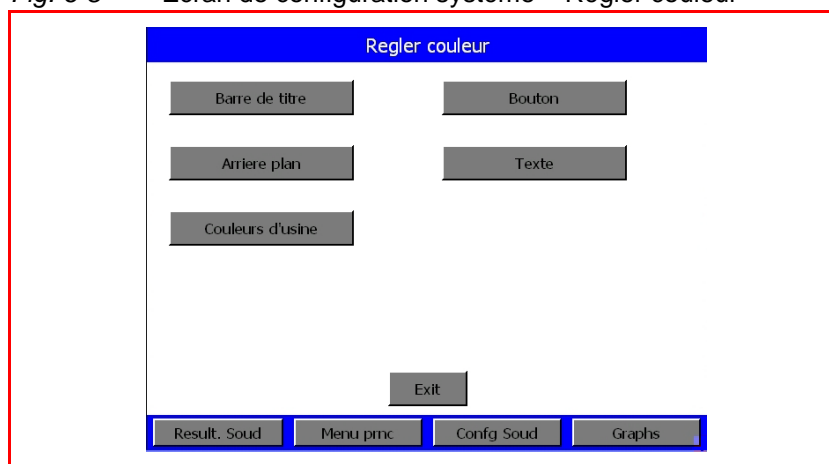 Regler couleur
Barre de titre
Bouton
Arriere plan
Texte
Couleurs d'usine
Exit
Result. Soud
Menu prnc
Confg Soud
Graphs